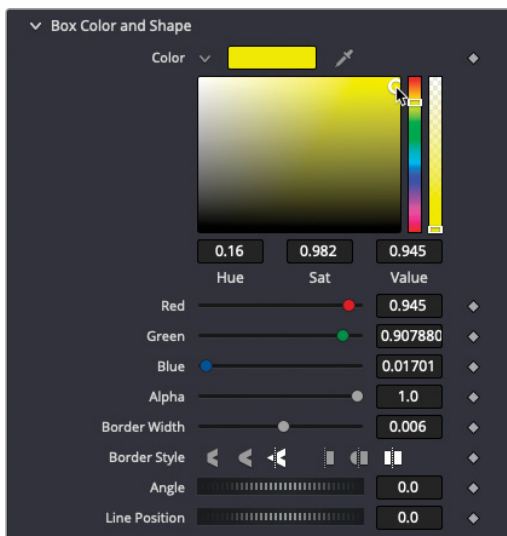 Box Color and Shape
Color
0.16 0.982 0.945
Hue Sat Value
Red 0.945
Green 0.907880
Blue 0.01701
Alpha 1.0
Border Width 0.006
Border Style
Angle 0.0
Line Position 0.0